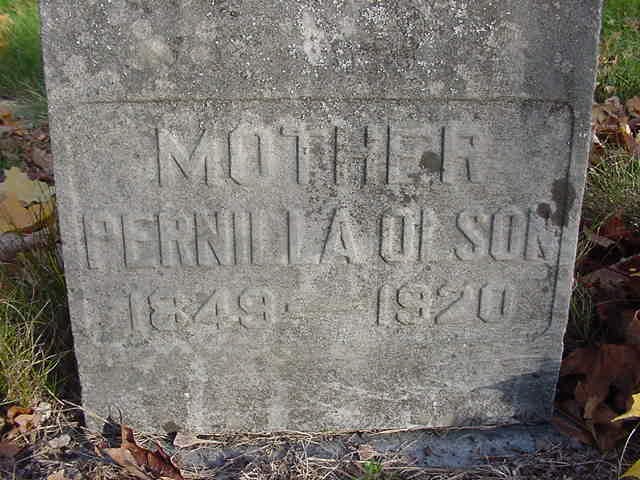 MOTHER
PERNILLA OLSON
1849 — 1920